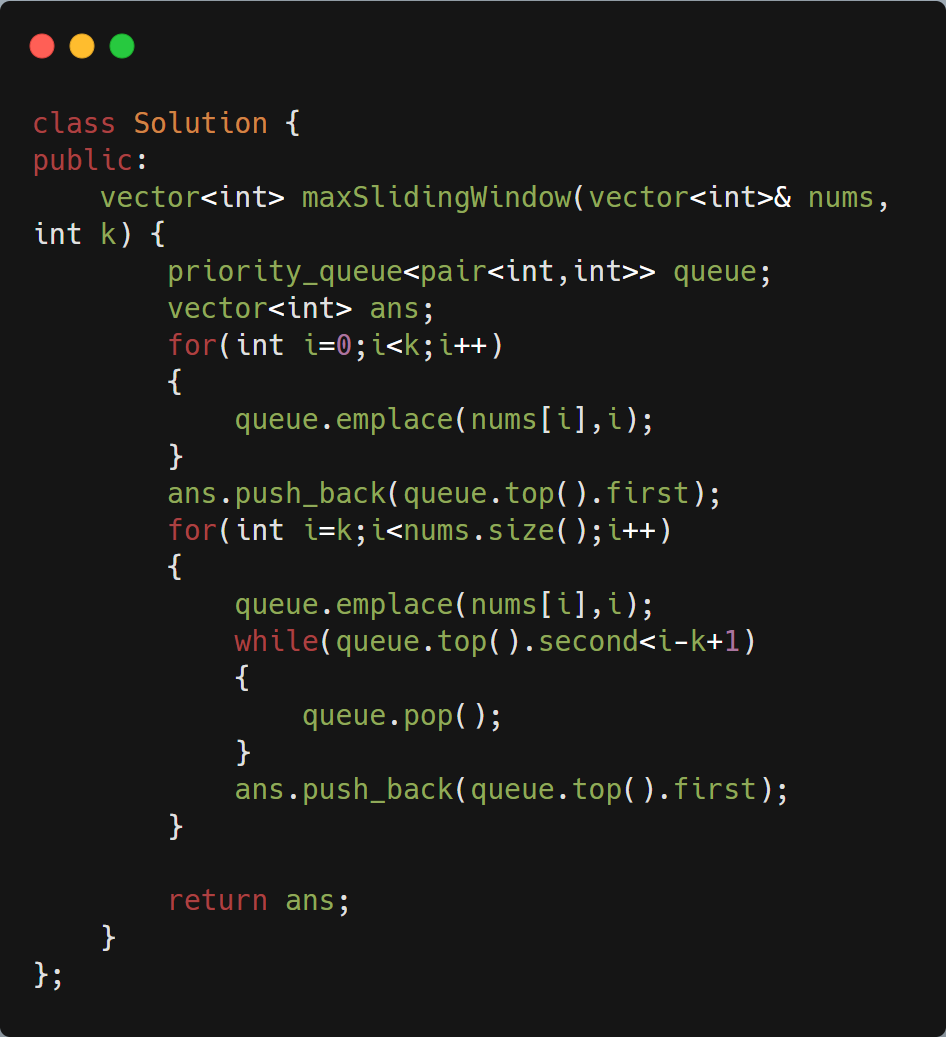 class Solution {
public:
    vector<int> maxSlidingWindow(vector<int>& nums,
int k) {
        priority_queue<pair<int,int>> queue;
        vector<int> ans;
        for(int i=0;i<k;i++)
        {
            queue.emplace(nums[i],i);
        }
        ans.push_back(queue.top().first);
        for(int i=k;i<nums.size();i++)
        {
            queue.emplace(nums[i],i);
            while(queue.top().second<i-k+1)
            {
                queue.pop();
            }
            ans.push_back(queue.top().first);
        }

        return ans;
    }
};